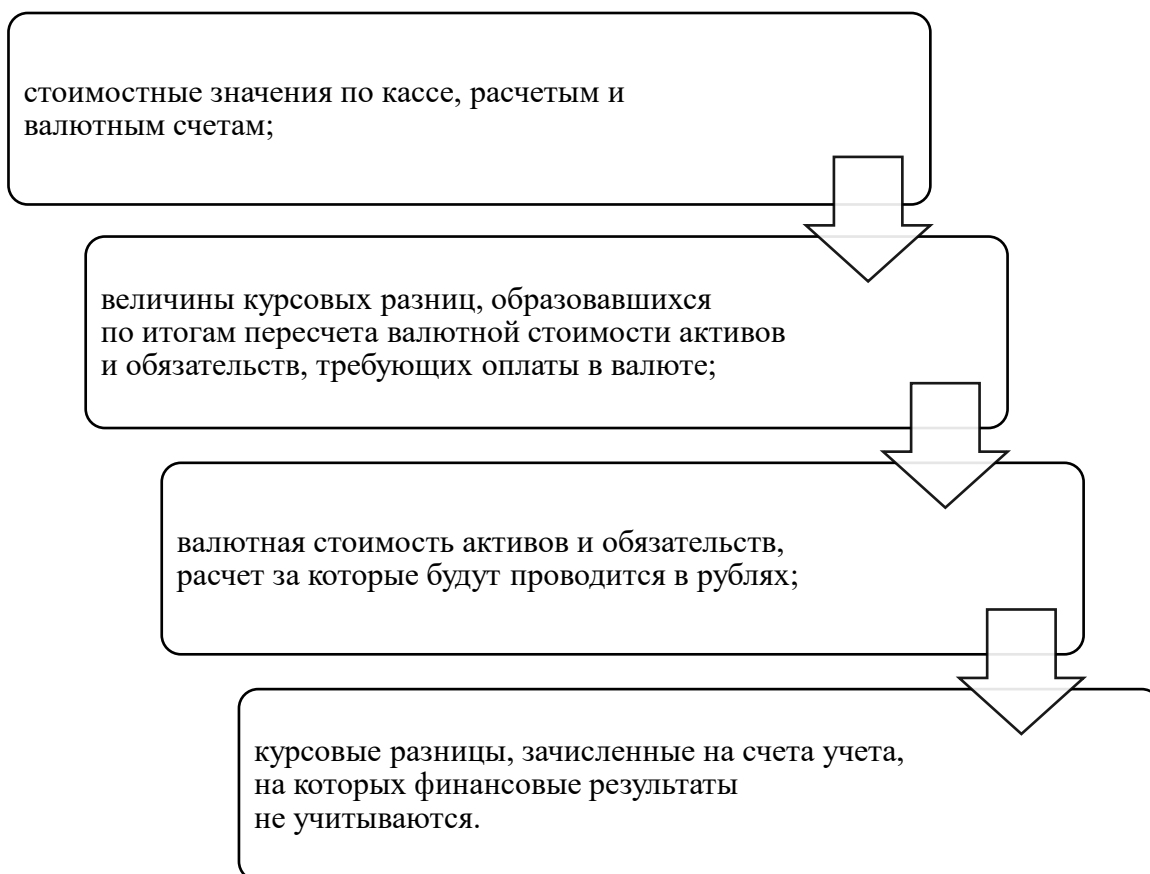 стоимостные значения по кассе, расчетым и
валютным счетам;
величины курсовых разниц, образовавшихся
по итогам пересчета валютной стоимости активов
и обязательств, требующих оплаты в валюте;
валютная стоимость активов и обязательств,
расчет за которые будут проводится в рублях;
курсовые разницы, зачисленные на счета учета,
на которых финансовые результаты
не учитываются.